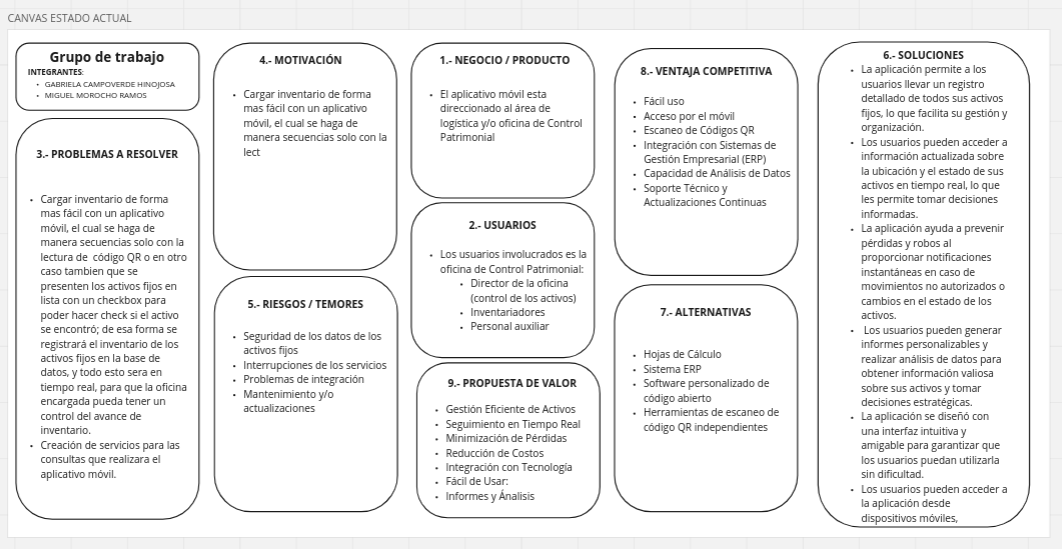 CANVAS ESTADO ACTUAL
Grupo de trabajo
INTEGRANTES:
• GABRIELA CAMPOVERDE HINOJOSA
• MIGUEL MOROCHO RAMOS
3.- PROBLEMAS A RESOLVER
• Cargar inventario de forma
mas fácil con un aplicativo
móvil, el cual se haga de
manera secuencias solo con la
lectura de código QR o en otro
caso tambien que se
presenten los activos fijos en
lista con un checkbox para
poder hacer check si el activo
se encontró; de esa forma se
registrará el inventario de los
activos fijos en la base de
datos, y todo esto sera en
tiempo real, para que la oficina
encargada pueda tener un
control del avance de
inventario.
• Creación de servicios para las
consultas que realizara el
aplicativo móvil.
4.- MOTIVACIÓN
• Cargar inventario de forma
mas fácil con un aplicativo
móvil, el cual se haga de
manera secuencias solo con la
lect
5.- RIESGOS / TEMORES
• Seguridad de los datos de los
activos fijos
• Interrupciones de los servicios
• Problemas de integración
• Mantenimiento y/o
actualizaciones
1.- NEGOCIO / PRODUCTO
• El aplicativo móvil esta
direccionado al área de
logística y/o oficina de Control
Patrimonial
2.- USUARIOS
• Los usuarios involucrados es la
oficina de Control Patrimonial:
• Director de la oficina
(control de los activos)
• Inventariadores
• Personal auxiliar
9.- PROPUESTA DE VALOR
• Gestión Eficiente de Activos
• Seguimiento en Tiempo Real
• Minimización de Pérdidas
• Reducción de Costos
• Integración con Tecnología
• Fácil de Usar:
• Informes y Ánalisis
8.- VENTAJA COMPETITIVA
• Fácil uso
• Acceso por el móvil
• Escaneo de Códigos QR
• Integración con Sistemas de
Gestión Empresarial (ERP)
• Capacidad de Análisis de Datos
• Soporte Técnico y
Actualizaciones Continuas
7.- ALTERNATIVAS
• Hojas de Cálculo
• Sistema ERP
• Software personalizado de
código abierto
• Herramientas de escaneo de
código QR independientes
6.- SOLUCIONES
• La aplicación permite a los
usuarios llevar un registro
detallado de todos sus activos
fijos, lo que facilita su gestión y
organización.
• Los usuarios pueden acceder a
información actualizada sobre
la ubicación y el estado de sus
activos en tiempo real, lo que
les permite tomar decisiones
informadas.
• La aplicación ayuda a prevenir
pérdidas y robos al
proporcionar notificaciones
instantáneas en caso de
movimientos no autorizados o
cambios en el estado de los
activos.
• Los usuarios pueden generar
informes personalizables y
realizar análisis de datos para
obtener información valiosa
sobre sus activos y tomar
decisiones estratégicas.
• La aplicación se diseñó con
una interfaz intuitiva y
amigable para garantizar que
los usuarios puedan utilizarla
sin dificultad.
• Los usuarios pueden acceder a
la aplicación desde
dispositivos móviles,